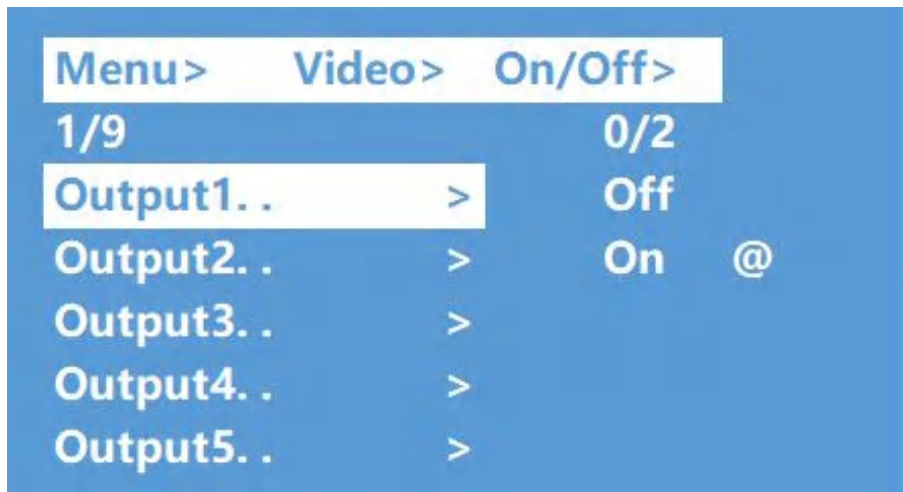 Menu> Video> On/Off>
1/9 0/2
Output1. . > Off
Output2. . > On @
Output3. . >
Output4. . >
Output5. . >